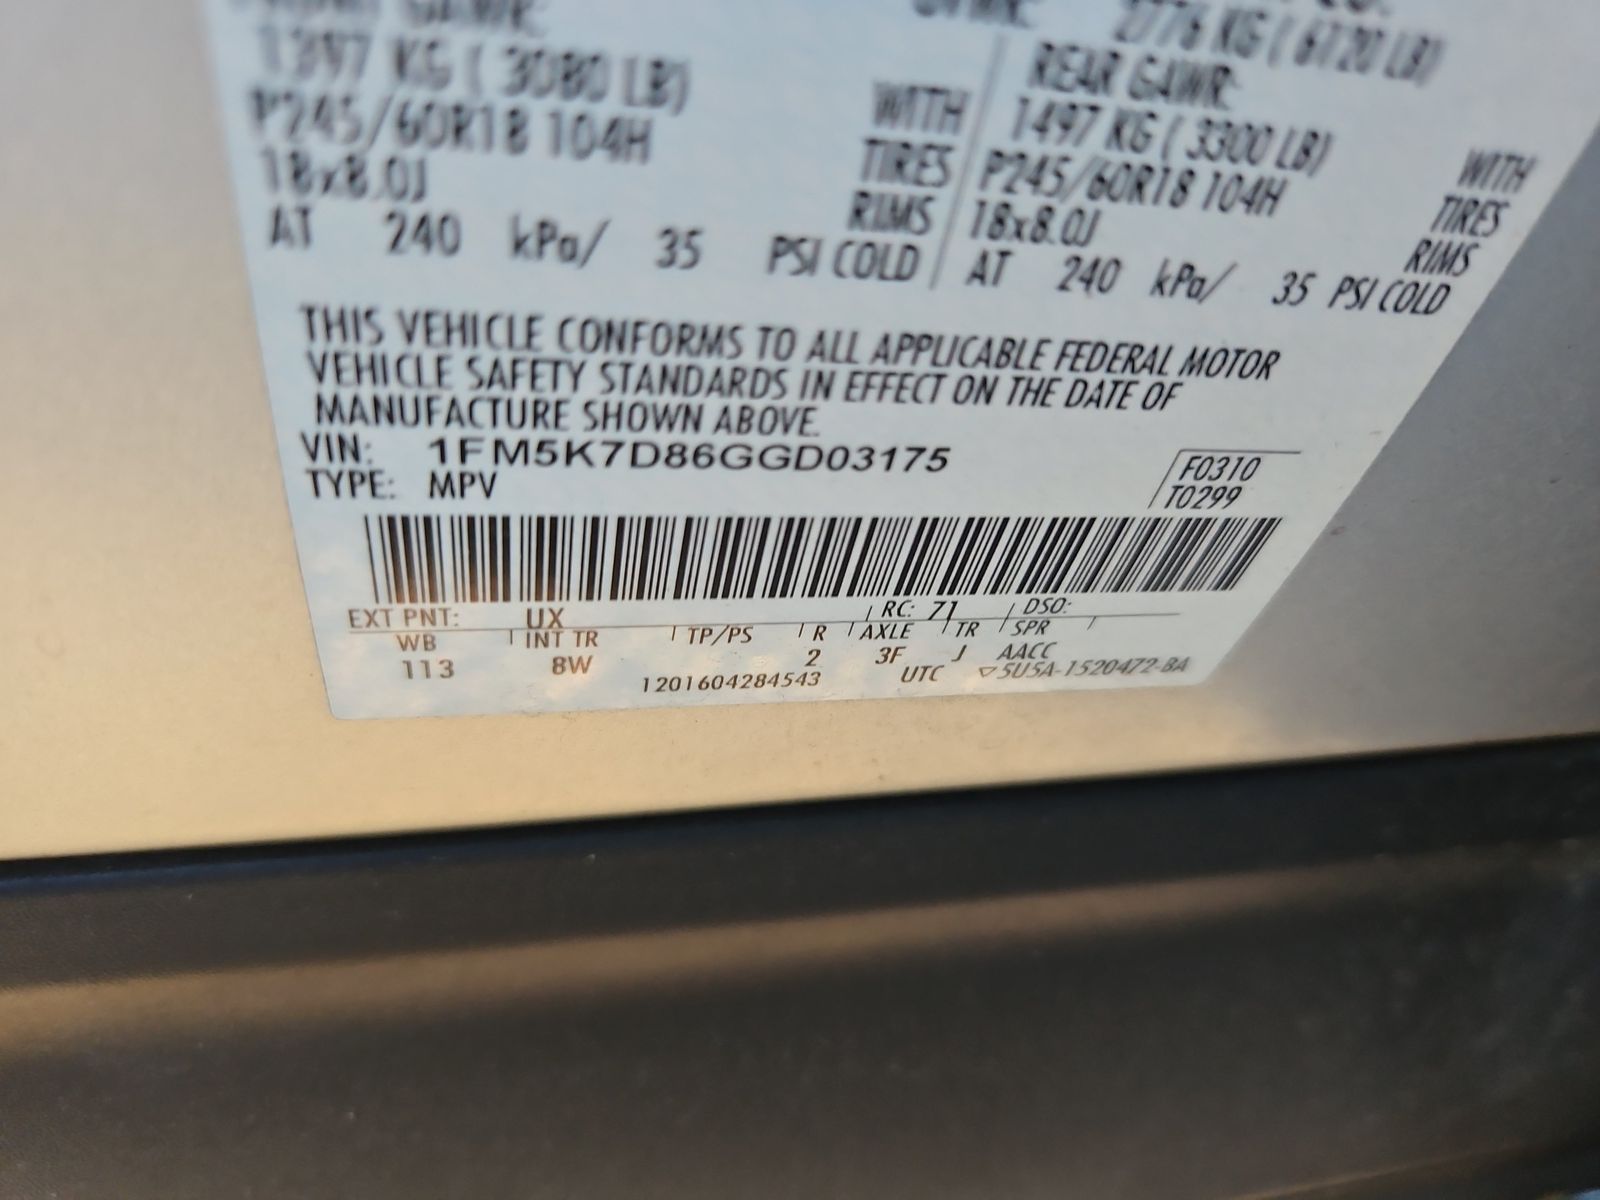 1397 KG ( 3080 LB)
P245/60R18 104H
18x8.0J
AT 240 kPa/ 35 PSI COLD
WITH
TIRES
RIMS
2776 KG ( 6120 LB)
REAR GAWR:
1497 KG ( 3300 LB)
P245/60R18 104H
18x8.0J
AT 240 kPa/ 35 PSI COLD
WITH
TIRES
RIMS
THIS VEHICLE CONFORMS TO ALL APPLICABLE FEDERAL MOTOR
VEHICLE SAFETY STANDARDS IN EFFECT ON THE DATE OF
MANUFACTURE SHOWN ABOVE.
VIN: 1FM5K7D86GGD03175
TYPE: MPV
F0310
T0299
EXT PNT: UX RC: 71 DSO:
WB INT TR TP/PS R AXLE TR SPR
113 8W 2 3F J AACC
1201604284543 UTC ▽5U5A-1520472-BA